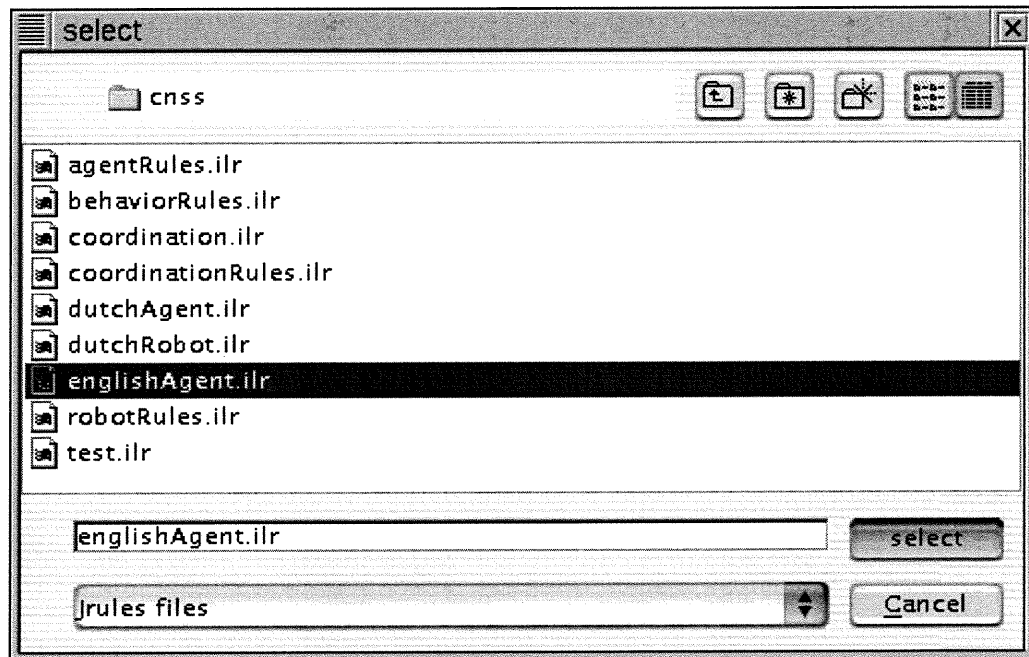 select
cnss
agentRules.ilr
behaviorRules.ilr
coordination.ilr
coordinationRules.ilr
dutchAgent.ilr
dutchRobot.ilr
englishAgent.ilr
robotRules.ilr
test.ilr
englishAgent.ilr
select
Jrules files
Cancel